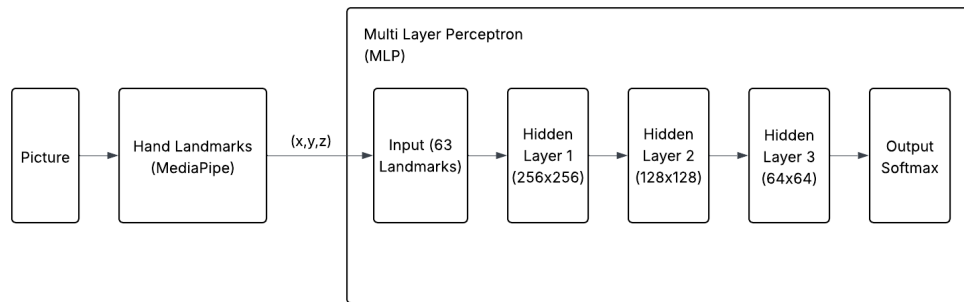 Multi Layer Perceptron
(MLP)
Picture
Hand Landmarks
(MediaPipe)
(x,y,z)
Input (63
Landmarks)
Hidden
Layer 1
(256x256)
Hidden
Layer 2
(128x128)
Hidden
Layer 3
(64x64)
Output
Softmax